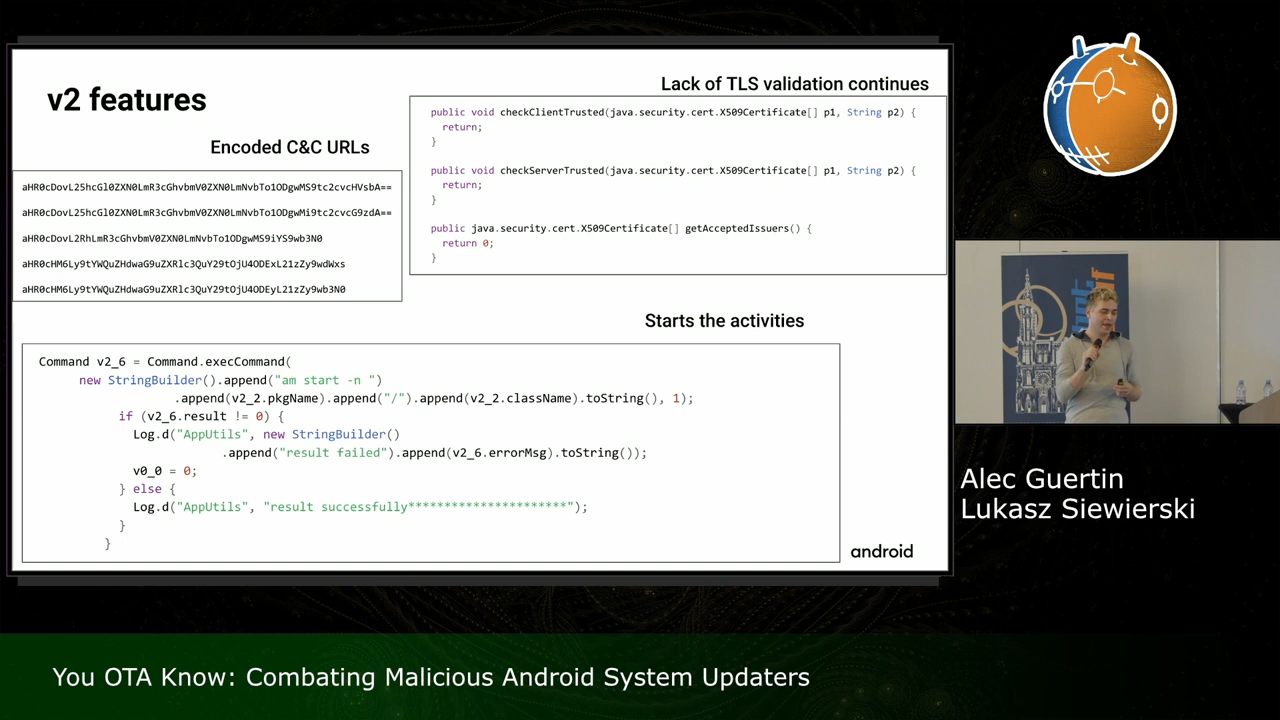 v2 features
Encoded C&C URLs
aHR0cDovL25hcGl0ZXN0LmR3cGhvbmV0ZXN0LmNvbTo1ODgwMS9tc2cvcHVsbA==
aHR0cDovL25hcGl0ZXN0LmR3cGhvbmV0ZXN0LmNvbTo1ODgwMi9tc2cvcG9zdA==
aHR0cDovL2RhLmR3cGhvbmV0ZXN0LmNvbTo1ODgwMS9iYS9wb3N0
aHR0cHM6Ly9tYWQuZHdwaG9uZXRlc3QuY29tOjU4ODExL21zZy9wdWxs
aHR0cHM6Ly9tYWQuZHdwaG9uZXRlc3QuY29tOjU4ODEyL21zZy9wb3N0
Lack of TLS validation continues
public void checkClientTrusted(java.security.cert.X509Certificate[] p1, String p2) {
return;
}
public void checkServerTrusted(java.security.cert.X509Certificate[] p1, String p2) {
return;
}
public java.security.cert.X509Certificate[] getAcceptedIssuers() {
return 0;
}
Starts the activities
Command v2_6 = Command.execCommand(
new StringBuilder().append("am start -n ")
.append(v2_2.pkgName).append("/").append(v2_2.className).toString(), 1);
if (v2_6.result != 0) {
Log.d("AppUtils", new StringBuilder()
.append("result failed").append(v2_6.errorMsg).toString());
v0_0 = 0;
} else {
Log.d("AppUtils", "result successfully**********************");
}
}
android
Alec Guertin
Lukasz Siewierski
You OTA Know: Combating Malicious Android System Updaters